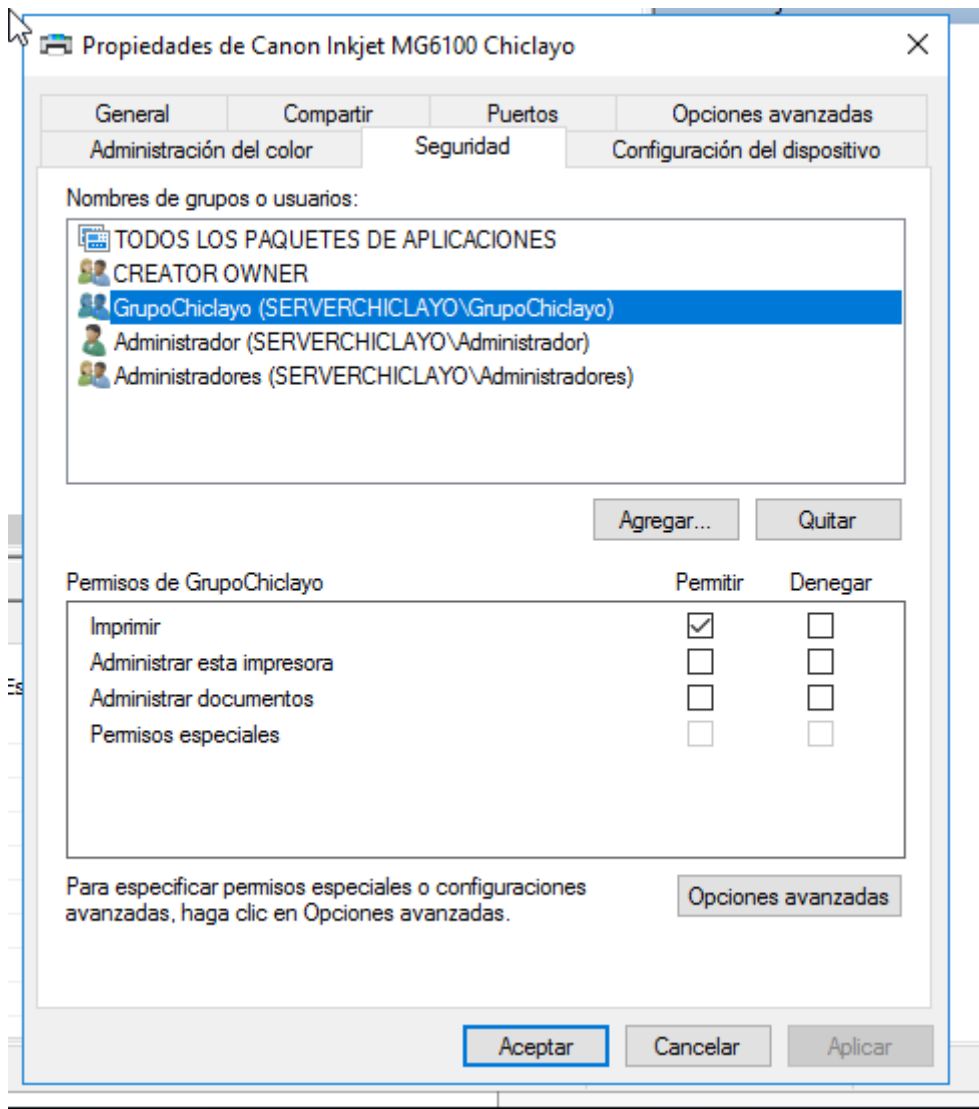 Propiedades de Canon Inkjet MG6100 Chiclayo
General Compartir Puertos Opciones avanzadas
Administración del color Seguridad Configuración del dispositivo
Nombres de grupos o usuarios:
TODOS LOS PAQUETES DE APLICACIONES
CREATOR OWNER
GrupoChiclayo (SERVERCHICLAYO\GrupoChiclayo)
Administrador (SERVERCHICLAYO\Administrador)
Administradores (SERVERCHICLAYO\Administradores)
Agregar... Quitar
Permisos de GrupoChiclayo Permitir Denegar
Imprimir
Administrar esta impresora
Es
Administrar documentos
Permisos especiales
Para especificar permisos especiales o configuraciones
avanzadas, haga clic en Opciones avanzadas.
Opciones avanzadas
Aceptar Cancelar Aplicar